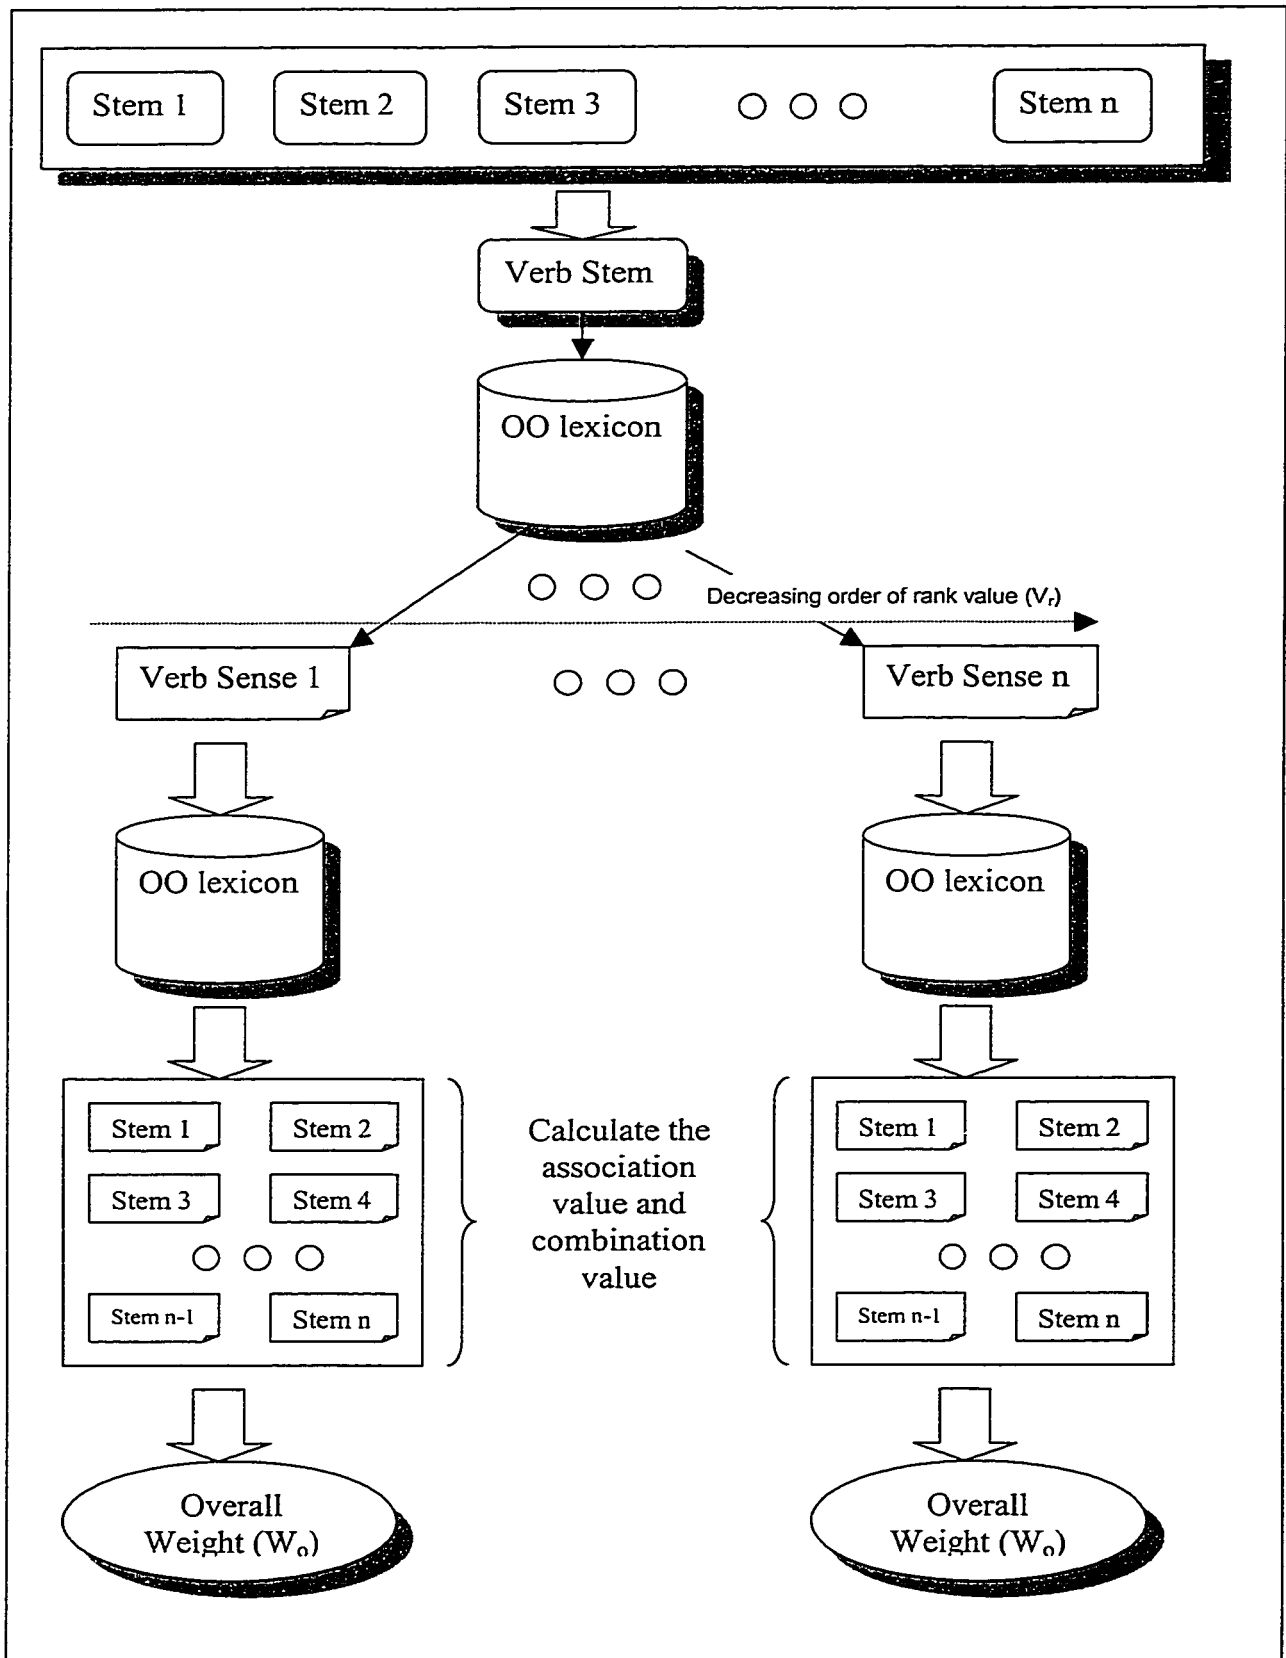 Stem 1 Stem 2 Stem 3 Stem n
Verb Stem
OO lexicon
Decreasing order of rank value (Vr)
Verb Sense 1 Verb Sense n
OO lexicon OO lexicon
Stem 1 Stem 2
Stem 3 Stem 4
Stem n-1 Stem n
Calculate the
association
value and
combination
value
Stem 1 Stem 2
Stem 3 Stem 4
Stem n-1 Stem n
Overall
Weight (Wo)
Overall
Weight (Wo)